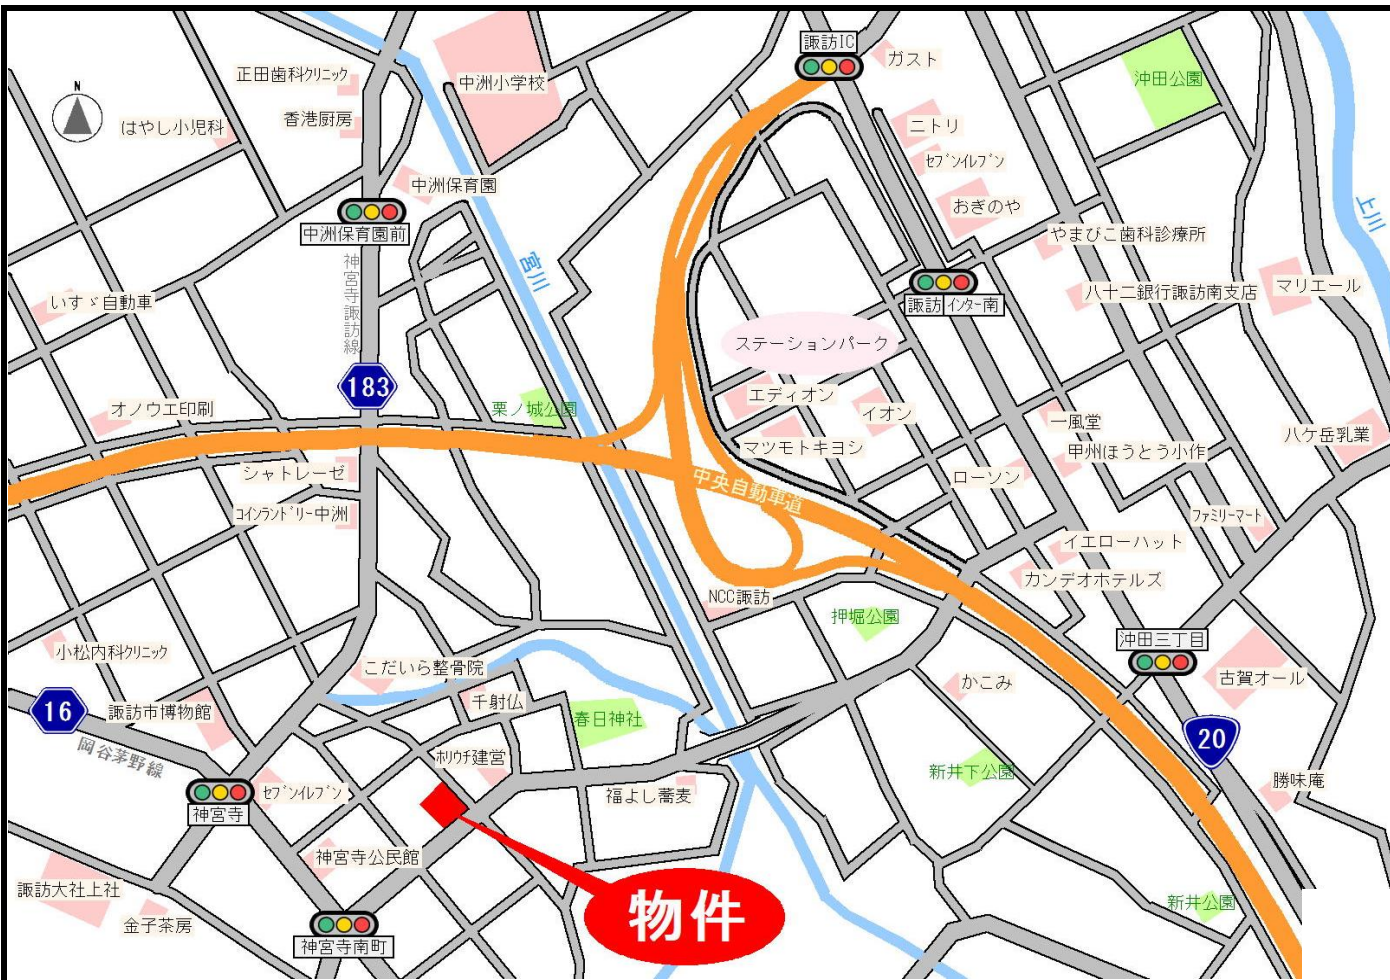 諏訪IC
ガスト
正田歯科クリニック
中洲小学校
沖田公園
N
香港厨房
はやし小児科
ニトリ
セブンイレブン
中洲保育園
おぎのや
上川
中洲保育園前
やまびこ歯科診療所
宮川
神宮寺諏訪線
いすゞ自動車
諏訪インター南
八十二銀行諏訪南支店
マリエール
ステーションパーク
183
エディオン
オノウエ印刷
栗ノ城公園
イオン
一風堂
八ケ岳乳業
マツモトキヨシ
甲州ほうとう小作
シャトレーゼ
ローソン
中央自動車道
コインランドリー中洲
ファミリーマート
イエローハット
カンデオホテルズ
NCC諏訪
押堀公園
沖田三丁目
小松内科クリニック
こだいら整骨院
かこみ
古賀オール
千射仏
16
諏訪市博物館
春日神社
20
岡谷茅野線
ホリウチ建営
新井下公園
勝味庵
セブンイレブン
福よし蕎麦
神宮寺
神宮寺公民館
諏訪大社上社
物件
新井公園
金子茶房
神宮寺南町